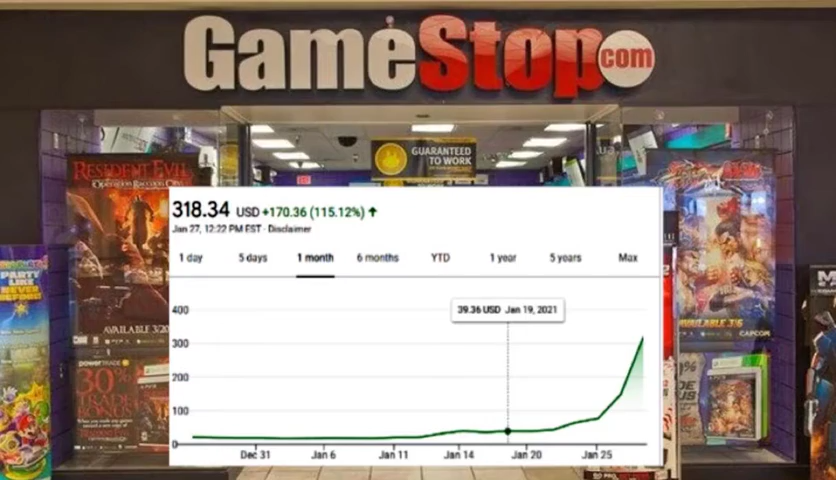 GameStop.com
GUARANTEED
TO WORK
RESIDENT EVIL
OPERATION RACCOON CITY
318.34 USD +170.36 (115.12%) ↑
Jan 27, 12:22 PM EST · Disclaimer
1 day 5 days 1 month 6 months YTD 1 year 5 years Max
39.36 USD Jan 19, 2021
400
300
200
100
0
Dec 31 Jan 6 Jan 11 Jan 14 Jan 20 Jan 25
PARTY
LIKE
NEVER
BEFORE!
AVAILABLE 3/20
AVAILABLE 3/6
CAPCOM
POWERTRADE
30%
TRADE
BONUS